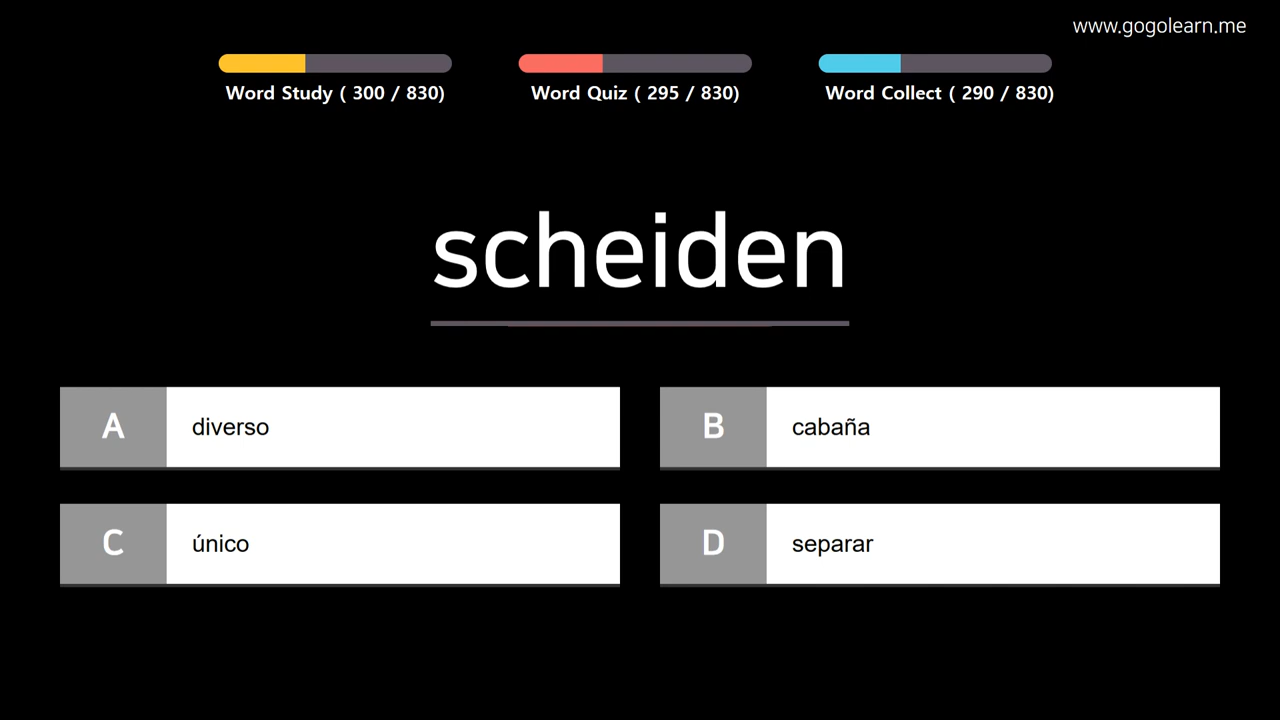 www.gogolearn.me
Word Study ( 300 / 830)
Word Quiz ( 295 / 830)
Word Collect ( 290 / 830)
scheiden
A diverso
B cabaña
C único
D separar